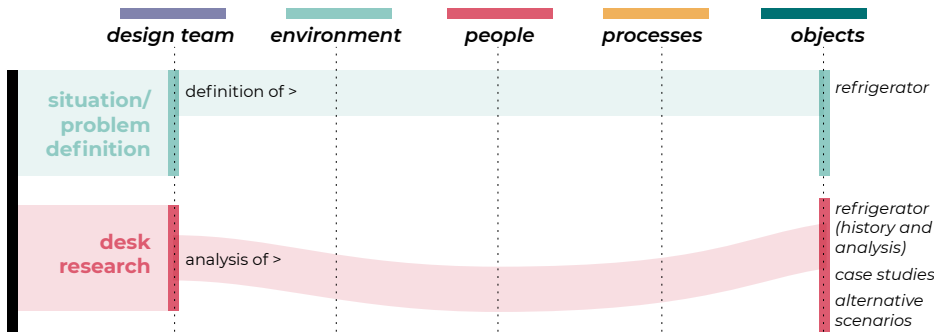 design team environment people processes objects
situation/
problem
definition
definition of >
refrigerator
desk
research
analysis of >
refrigerator
(history and
analysis)
case studies
alternative
scenarios